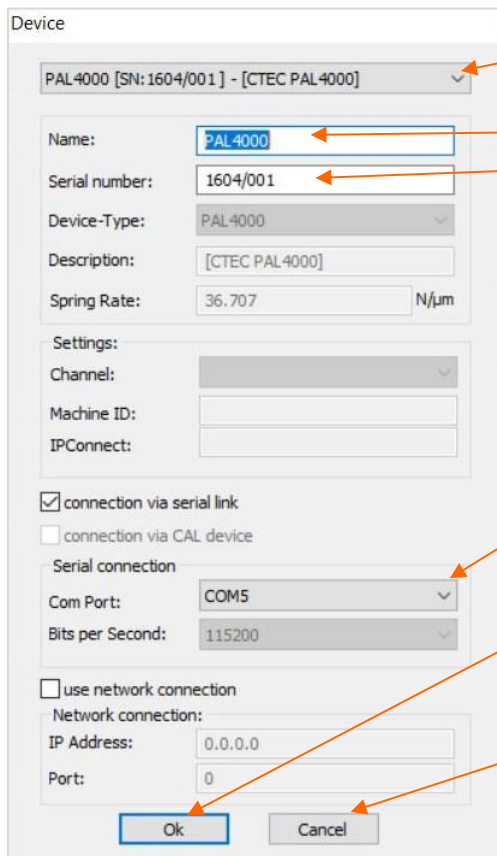 Device
PAL4000 [SN:1604/001 ] - [CTEC PAL4000]
Name: PAL4000
Serial number: 1604/001
Device-Type: PAL4000
Description: [CTEC PAL4000]
Spring Rate: 36.707 N/µm
Settings:
Channel:
Machine ID:
IPConnect:
connection via serial link
connection via CAL device
Serial connection
Com Port: COM5
Bits per Second: 115200
use network connection
Network connection:
IP Address: 0.0.0.0
Port: 0
Ok Cancel